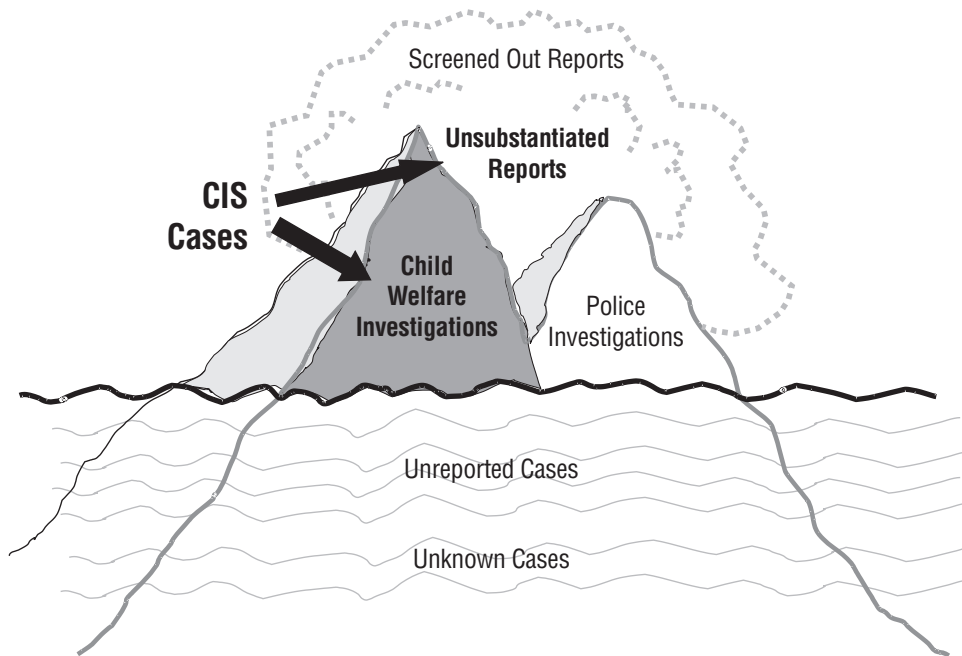 Screened Out Reports
Unsubstantiated
Reports
CIS
Cases
Child
Welfare
Investigations
Police
Investigations
Unreported Cases
Unknown Cases